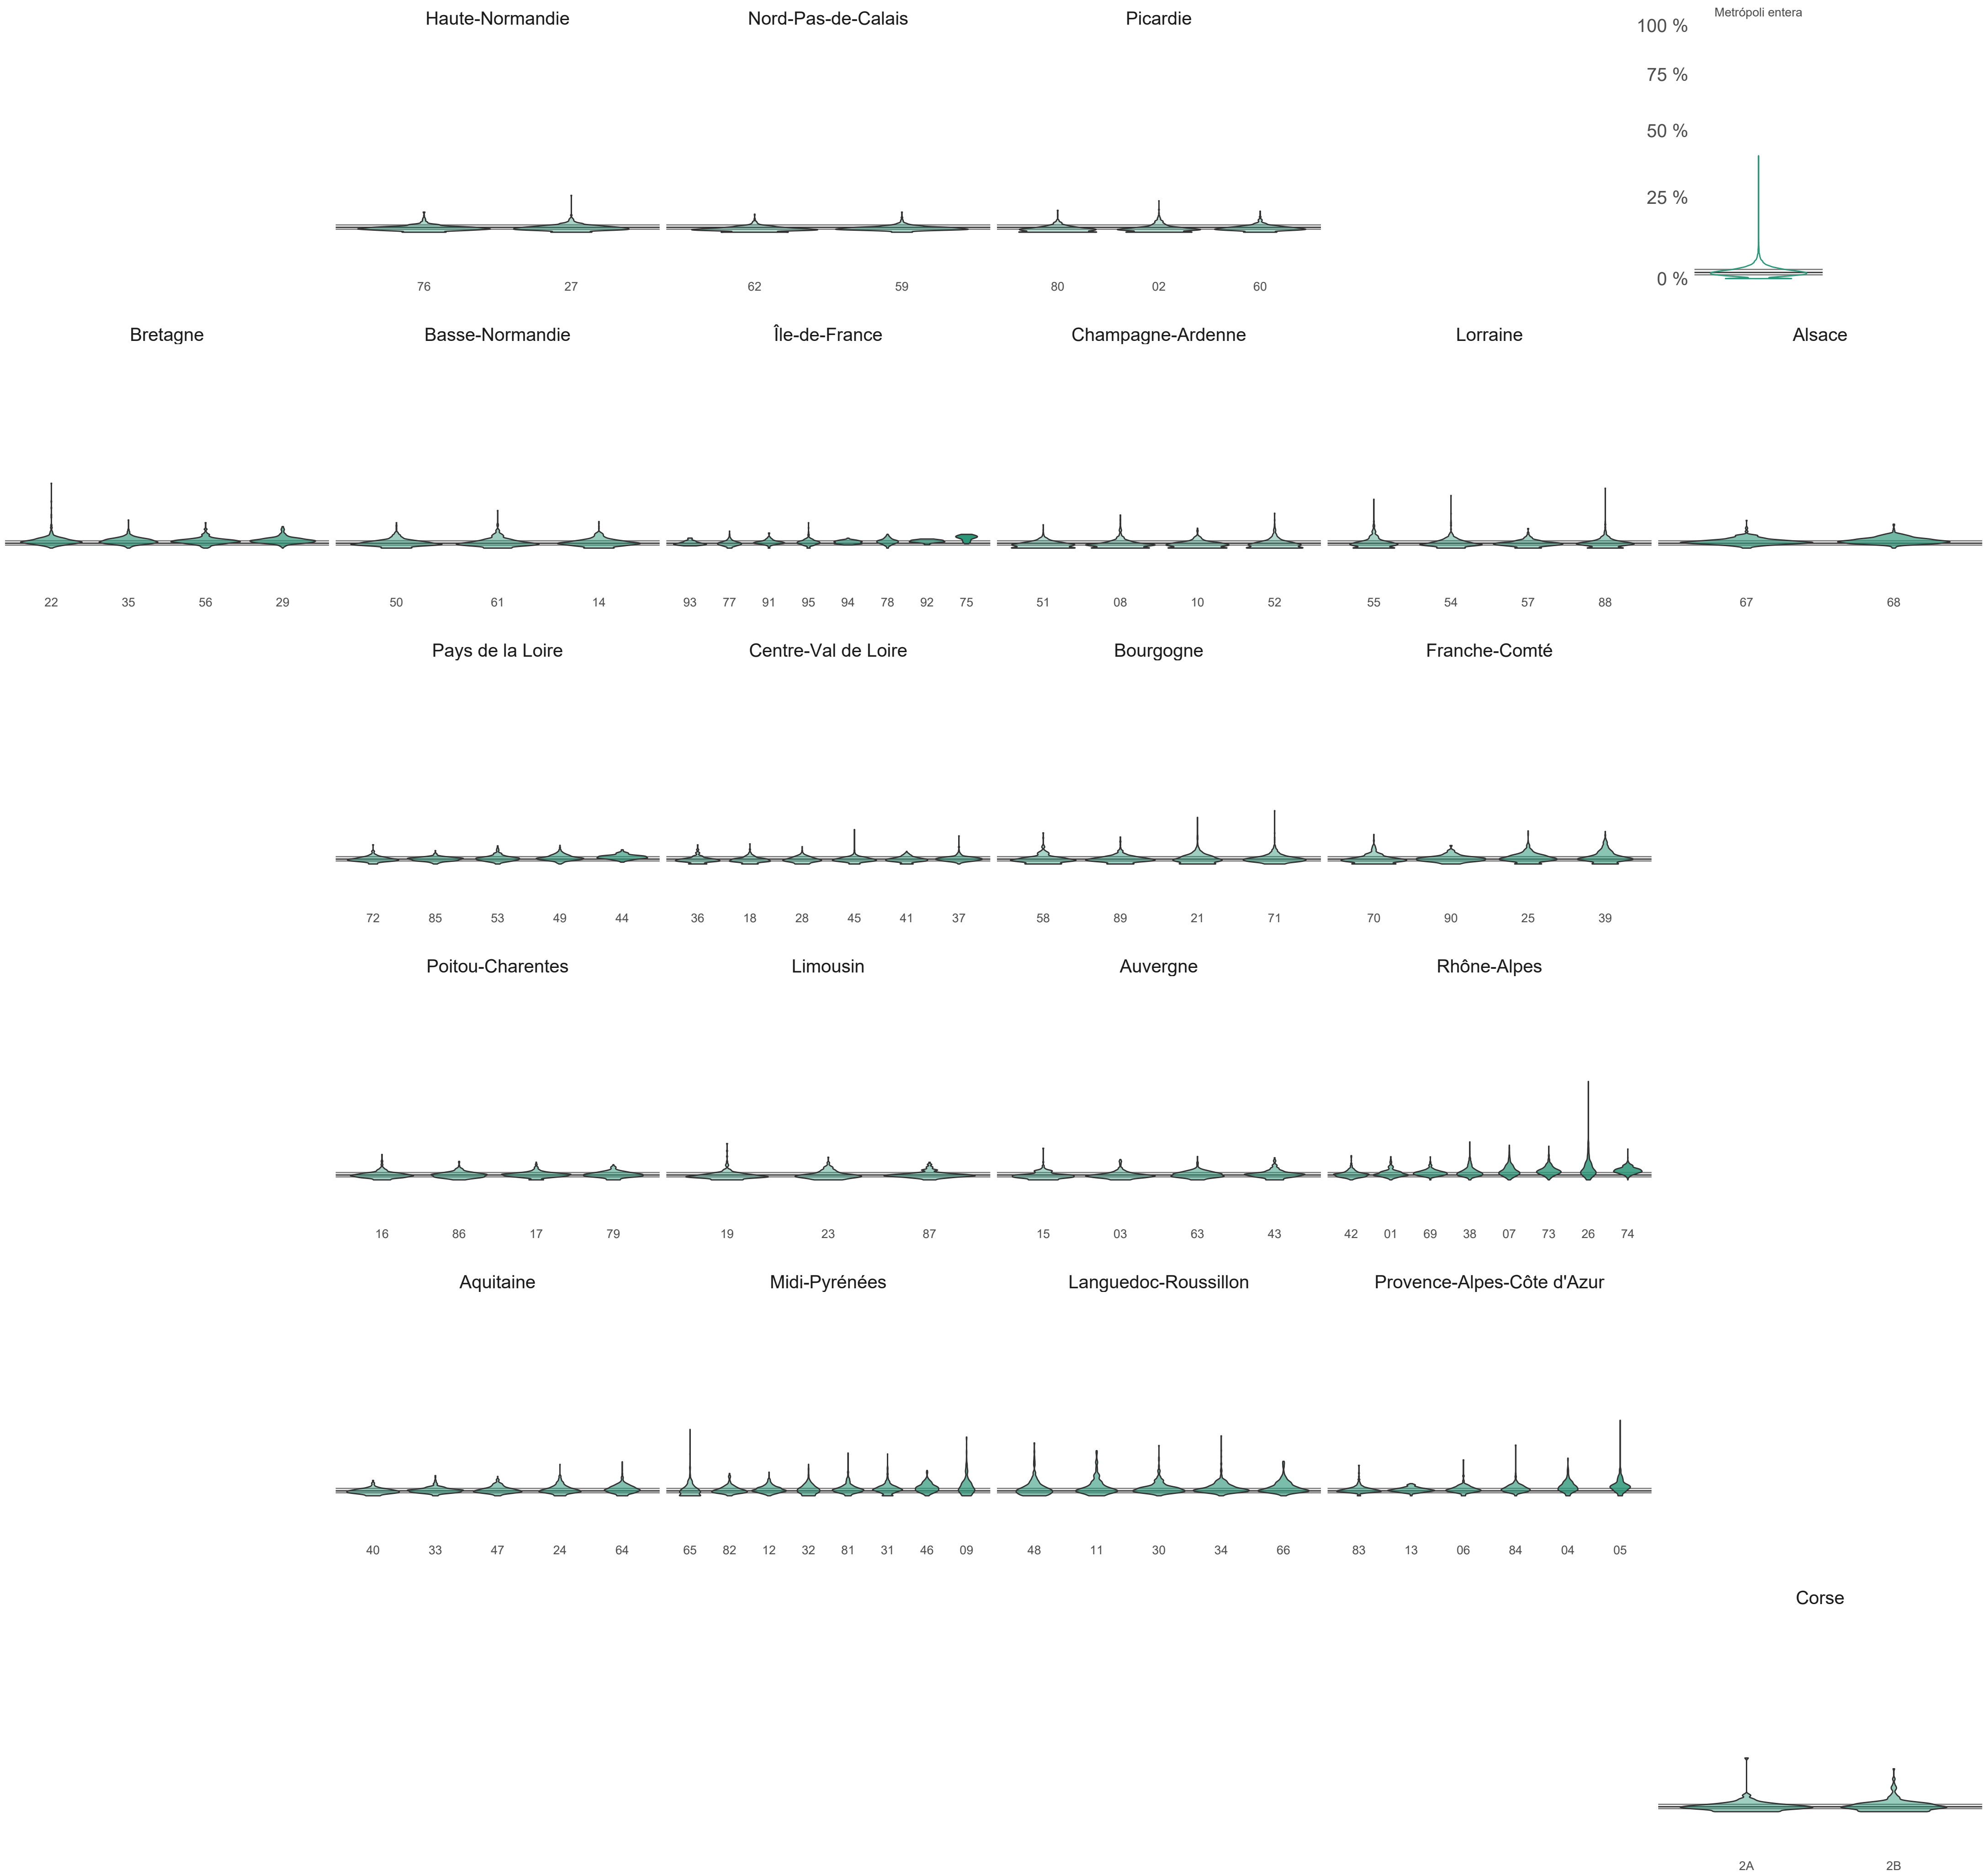 Haute-Normandie
Nord-Pas-de-Calais
Picardie
Metrópoli entera
100 %
75 %
50 %
25 %
0 %
76 27
62 59
80 02 60
Bretagne
Basse-Normandie
Île-de-France
Champagne-Ardenne
Lorraine
Alsace
22 35 56 29
50 61 14
93 77 91 95 94 78 92 75
51 08 10 52
55 54 57 88
67 68
Pays de la Loire
Centre-Val de Loire
Bourgogne
Franche-Comté
72 85 53 49 44
36 18 28 45 41 37
58 89 21 71
70 90 25 39
Poitou-Charentes
Limousin
Auvergne
Rhône-Alpes
16 86 17 79
19 23 87
15 03 63 43
42 01 69 38 07 73 26 74
Aquitaine
Midi-Pyrénées
Languedoc-Roussillon
Provence-Alpes-Côte d'Azur
40 33 47 24 64
65 82 12 32 81 31 46 09
48 11 30 34 66
83 13 06 84 04 05
Corse
2A 2B